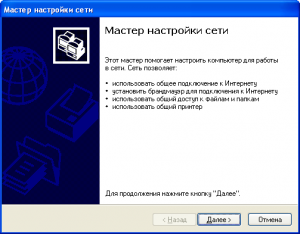 Мастер настройки сети
Мастер настройки сети
Этот мастер помогает настроить компьютер для работы
в сети. Сеть позволяет:
• использовать общее подключение к Интернету
• установить брандмауэр для подключения к Интернету
• использовать общий доступ к файлам и папкам
• использовать общий принтер
Для продолжения нажмите кнопку "Далее".
< Назад
Далее >
Отмена